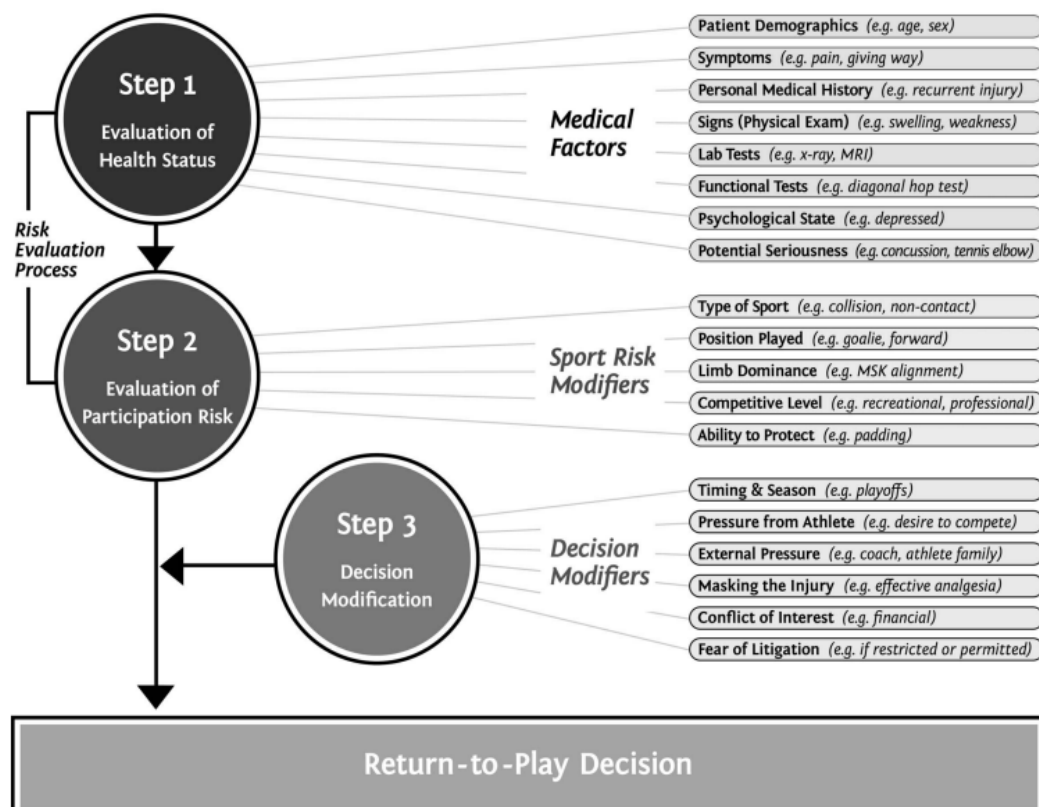 Step 1
Evaluation of
Health Status
Medical
Factors
Patient Demographics (e.g. age, sex)
Symptoms (e.g. pain, giving way)
Personal Medical History (e.g. recurrent injury)
Signs (Physical Exam) (e.g. swelling, weakness)
Lab Tests (e.g. x-ray, MRI)
Functional Tests (e.g. diagonal hop test)
Psychological State (e.g. depressed)
Potential Seriousness (e.g. concussion, tennis elbow)
Risk
Evaluation
Process
Step 2
Evaluation of
Participation Risk
Sport Risk
Modifiers
Type of Sport (e.g. collision, non-contact)
Position Played (e.g. goalie, forward)
Limb Dominance (e.g. MSK alignment)
Competitive Level (e.g. recreational, professional)
Ability to Protect (e.g. padding)
Step 3
Decision
Modification
Decision
Modifiers
Timing & Season (e.g. playoffs)
Pressure from Athlete (e.g. desire to compete)
External Pressure (e.g. coach, athlete family)
Masking the Injury (e.g. effective analgesia)
Conflict of Interest (e.g. financial)
Fear of Litigation (e.g. if restricted or permitted)
Return-to-Play Decision